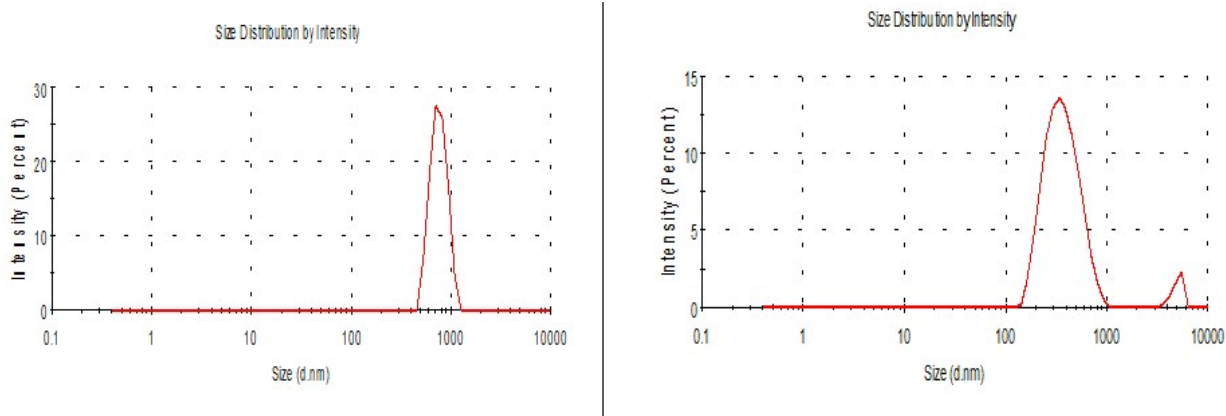 Size Distribution by Intensity
Intensity (Percent)
30
20
10
0
0.1 1 10 100 1000 10000
Size (d.nm)
Size Distribution by Intensity
Intensity (Percent)
15
10
5
0
0.1 1 10 100 1000 10000
Size (d.nm)